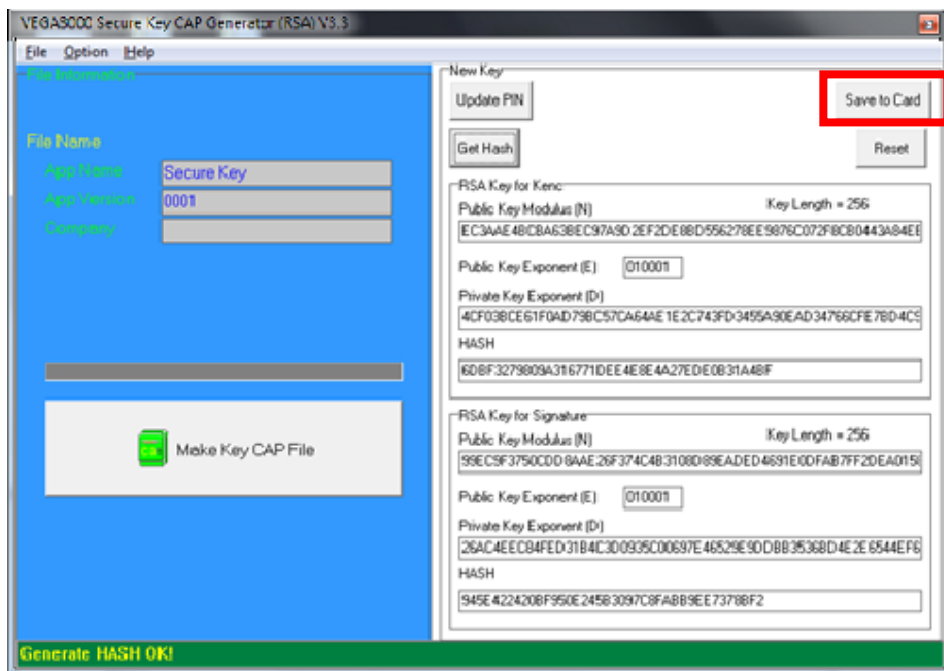 VEGA3000 Secure Key CAP Generator (RSA) V3.3
File Option Help
File Information
File Name
App Name Secure Key
App Version 0001
Company
Make Key CAP File
Generate HASH OK!
New Key
Update PIN
Save to Card
Get Hash
Reset
RSA Key for Kenc
Public Key Modulus (N) Key Length = 256
Public Key Exponent (E) 010001
Private Key Exponent (D)
HASH
RSA Key for Signature
Public Key Modulus (N) Key Length = 256
Public Key Exponent (E) 010001
Private Key Exponent (D)
HASH